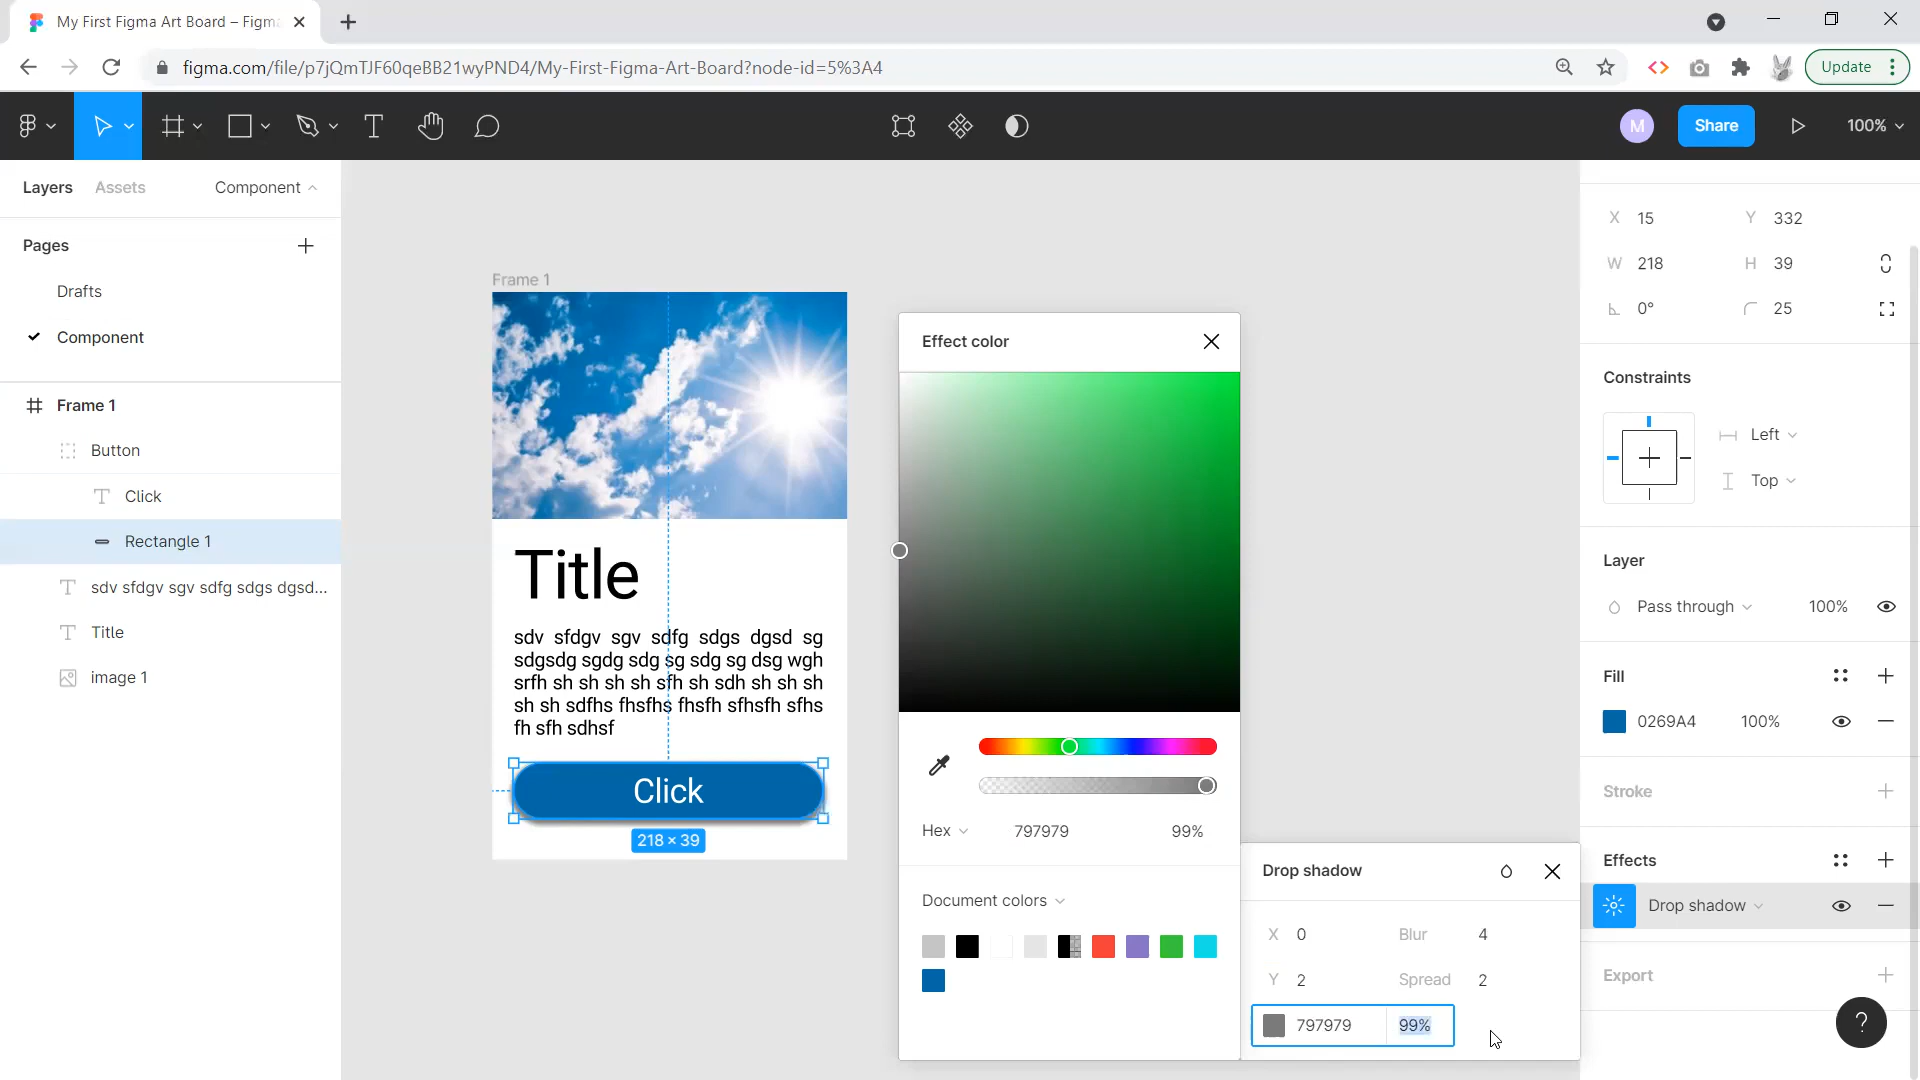 My First Figma Art Board – Figma
figma.com/file/p7jQmTJF60qeBB21wyPND4/My-First-Figma-Art-Board?node-id=5%3A4
Update
M
Share
100%
Layers
Assets
Component
Pages
Drafts
Component
Frame 1
Button
Click
Rectangle 1
sdv sfdgv sgv sdfg sdgs dgsd...
Title
image 1
Frame 1
Title
sdv sfdgv sgv sdfg sdgs dgsd sg
sdgsdg sgdg sdg sg sdg sg dsg wgh
srfh sh sh sh sh sfh sh sdh sh sh sh
sh sh sdfhs fhsfhs fhsfh sfhsfh sfhs
fh sfh sdhsf
Click
218 × 39
Effect color
Hex
797979
99%
Document colors
Drop shadow
X 0 Blur 4
Y 2 Spread 2
797979 99%
X 15 Y 332
W 218 H 39
0° 25
Constraints
Left
Top
Layer
Pass through 100%
Fill
0269A4 100%
Stroke
Effects
Drop shadow
Export
?